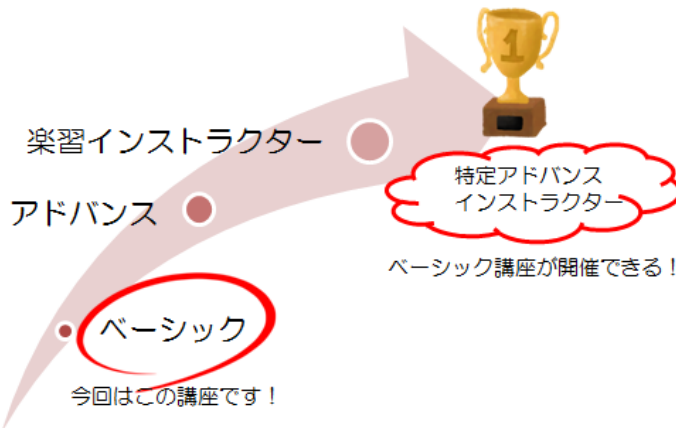 1
楽習インストラクター
特定アドバンス
インストラクター
アドバンス
ベーシック講座が開催できる！
ベーシック
今回はこの講座です！